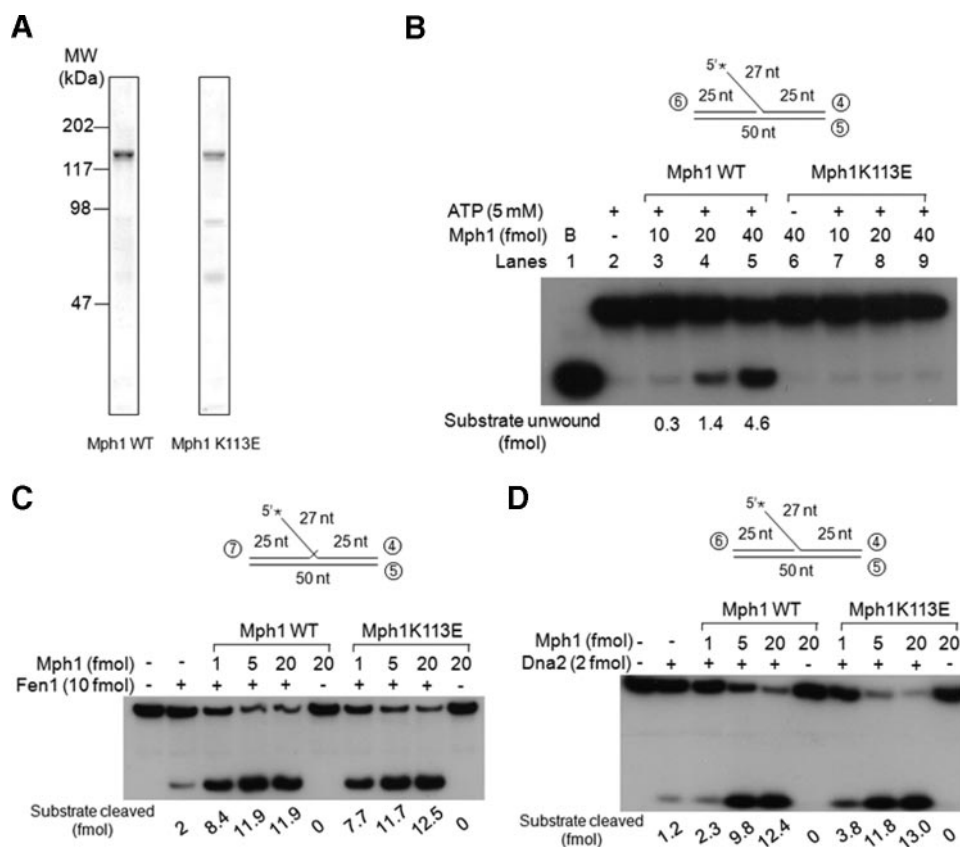 A
MW
(kDa)
202
117
98
47
Mph1 WT
Mph1 K113E
B
5'*
27 nt
⑥ 25 nt 25 nt ④
50 nt ⑤
Mph1 WT Mph1K113E
ATP (5 mM) + + + + - + + +
Mph1 (fmol) B - 10 20 40 40 10 20 40
Lanes 1 2 3 4 5 6 7 8 9
Substrate unwound 0.3 1.4 4.6
(fmol)
C
5'*
27 nt
⑦ 25 nt 25 nt ④
50 nt ⑤
Mph1 WT Mph1K113E
Mph1 (fmol) - - 1 5 20 20 1 5 20 20
Fen1 (10 fmol) - + + + + - + + + -
Substrate cleaved 2 8.4 11.9 11.9 0 7.7 11.7 12.5 0
(fmol)
D
5'*
27 nt
⑥ 25 nt 25 nt ④
50 nt ⑤
Mph1 WT Mph1K113E
Mph1 (fmol) - - 1 5 20 20 1 5 20 20
Dna2 (2 fmol) - + + + + - + + + -
Substrate cleaved 1.2 2.3 9.8 12.4 0 3.8 11.8 13.0 0
(fmol)